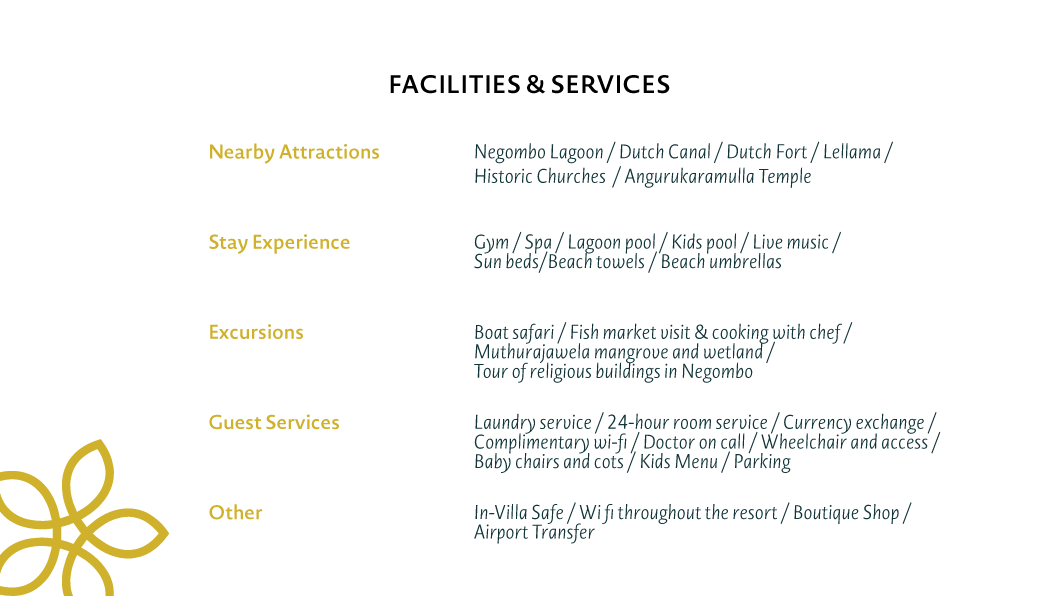 FACILITIES & SERVICES
Nearby Attractions
Negombo Lagoon / Dutch Canal / Dutch Fort / Lellama /
Historic Churches / Angurukaramulla Temple
Stay Experience
Gym / Spa / Lagoon pool / Kids pool / Live music /
Sun beds/Beach towels / Beach umbrellas
Excursions
Boat safari / Fish market visit & cooking with chef /
Muthurajawela mangrove and wetland /
Tour of religious buildings in Negombo
Guest Services
Laundry service / 24-hour room service / Currency exchange /
Complimentary wi-fi / Doctor on call / Wheelchair and access /
Baby chairs and cots / Kids Menu / Parking
Other
In-Villa Safe / Wi fi throughout the resort / Boutique Shop /
Airport Transfer